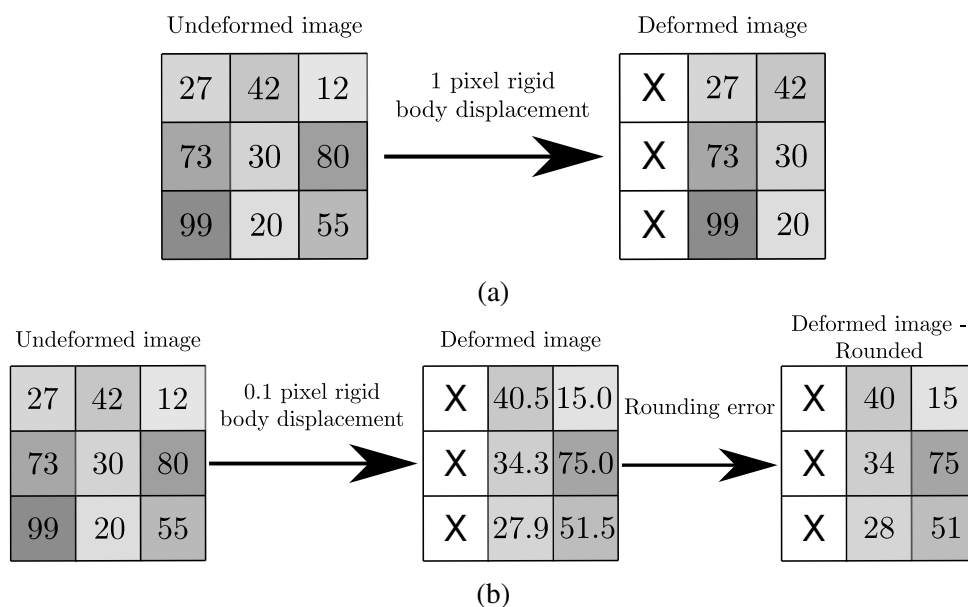 Undeformed image
Deformed image
1 pixel rigid
body displacement
27 42 12
X 27 42
73 30 80
X 73 30
99 20 55
X 99 20
(a)
Undeformed image
Deformed image
Deformed image -
Rounded
0.1 pixel rigid
body displacement
Rounding error
27 42 12
X 40.5 15.0
X 40 15
73 30 80
X 34.3 75.0
X 34 75
99 20 55
X 27.9 51.5
X 28 51
(b)